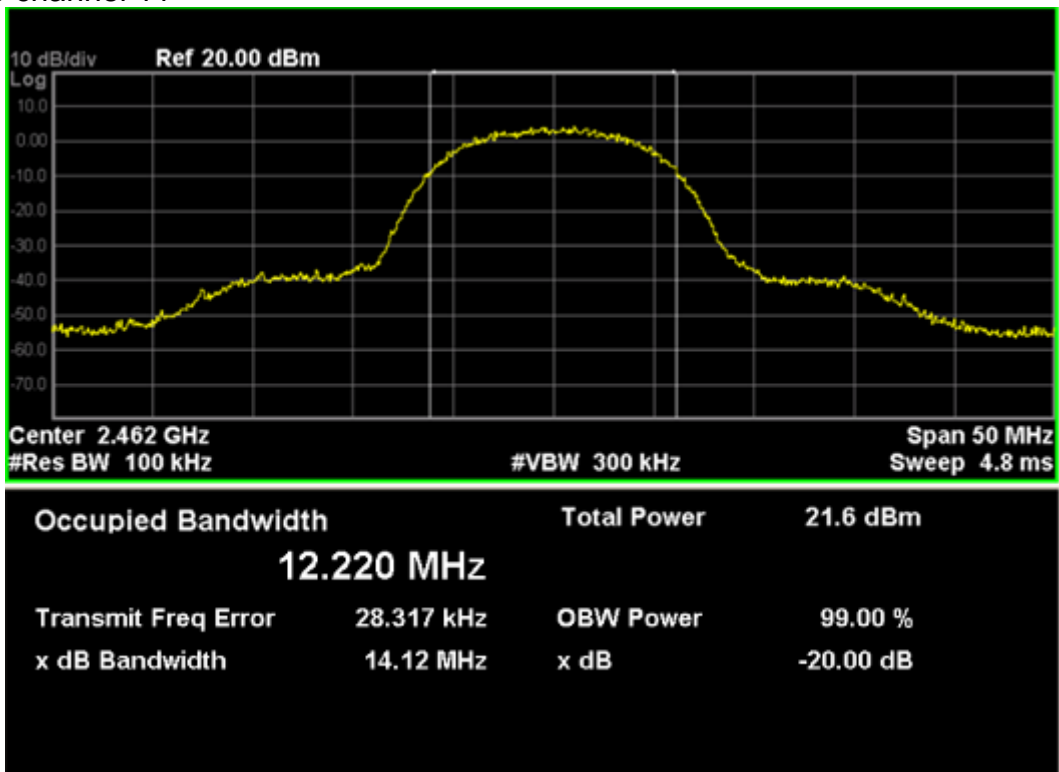 10 dB/div Ref 20.00 dBm
Log
10.0
0.00
-10.0
-20.0
-30.0
-40.0
-50.0
-60.0
-70.0
Center 2.462 GHz Span 50 MHz
#Res BW 100 kHz #VBW 300 kHz Sweep 4.8 ms
Occupied Bandwidth Total Power 21.6 dBm
12.220 MHz
Transmit Freq Error 28.317 kHz OBW Power 99.00 %
x dB Bandwidth 14.12 MHz x dB -20.00 dB